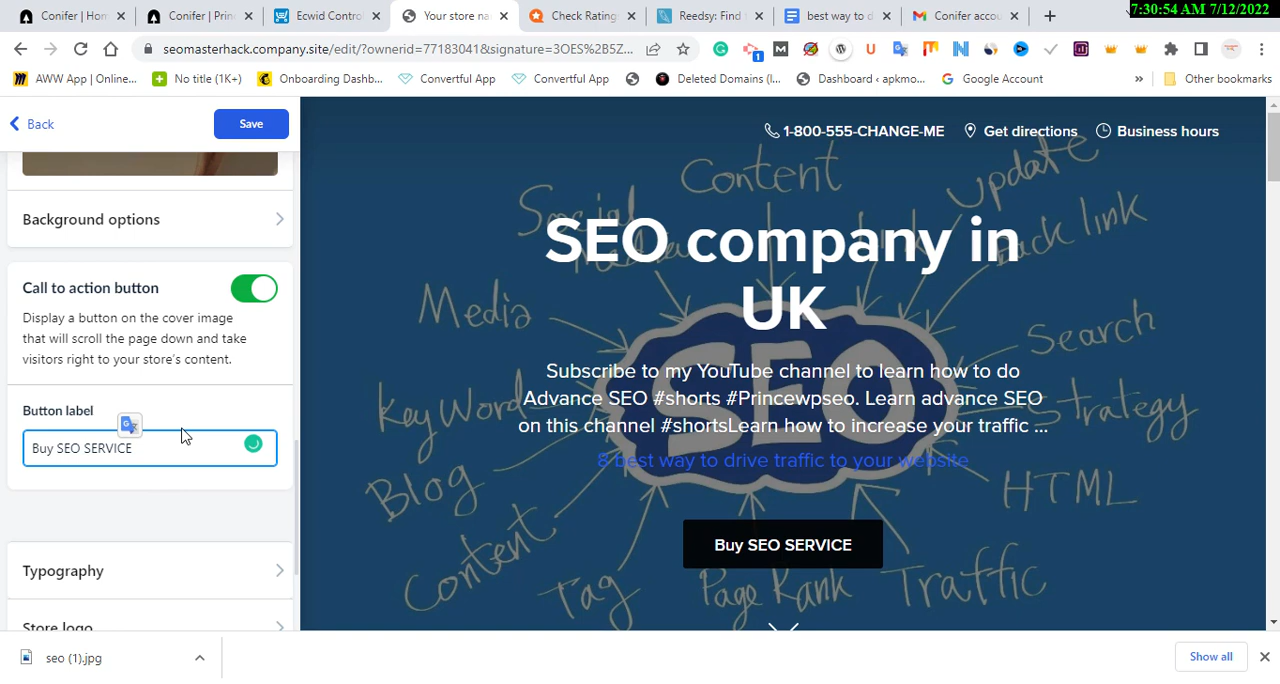 7:30:54 AM 7/12/2022
Conifer | Hom
Conifer | Prin
Ecwid Contro
Your store na
Check Rating
Reedsy: Find
best way to d
Conifer acco
seomasterhack.company.site/edit/?ownerid=77183041&signature=3OES%2B5Z...
AWW App | Online...
No title (1K+)
Onboarding Dashb...
Convertful App
Convertful App
Deleted Domains (l...
Dashboard ‹ apkmo...
Google Account
»
Other bookmarks
Back
Save
Background options
Call to action button
Display a button on the cover image
that will scroll the page down and take
visitors right to your store's content.
Button label
Buy SEO SERVICE
Typography
Store logo
1-800-555-CHANGE-ME
Get directions
Business hours
Content
Update
Social
Media
Back link
SEO company in
UK
Media
Search
KeyWord
SEO
Strategy
Subscribe to my YouTube channel to learn how to do
Advance SEO #shorts #Princewpseo. Learn advance SEO
on this channel #shortsLearn how to increase your traffic ...
8 best way to drive traffic to your website
Blog
HTML
Buy SEO SERVICE
Content
Tag
Page Rank
Traffic
seo (1).jpg
Show all